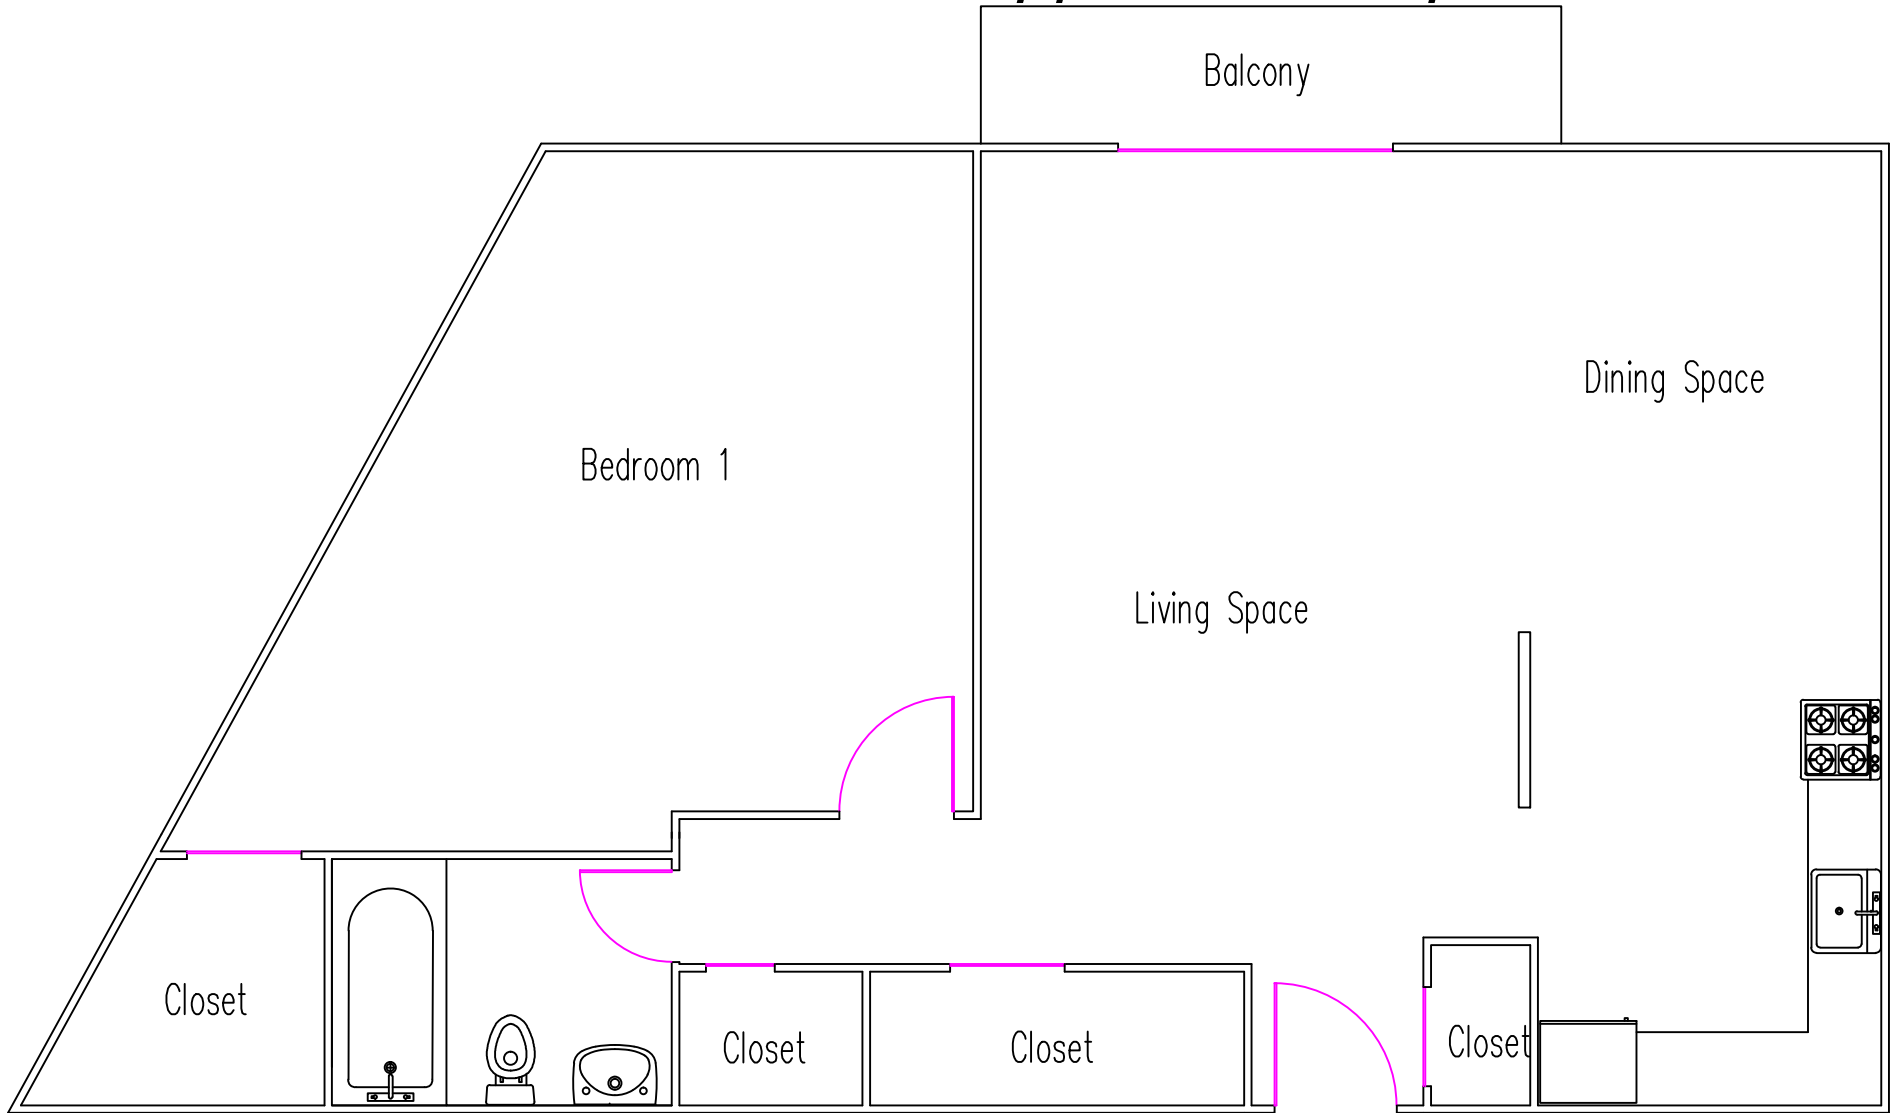 Balcony
Dining Space
Bedroom 1
Living Space
Closet
Closet
Closet
Closet